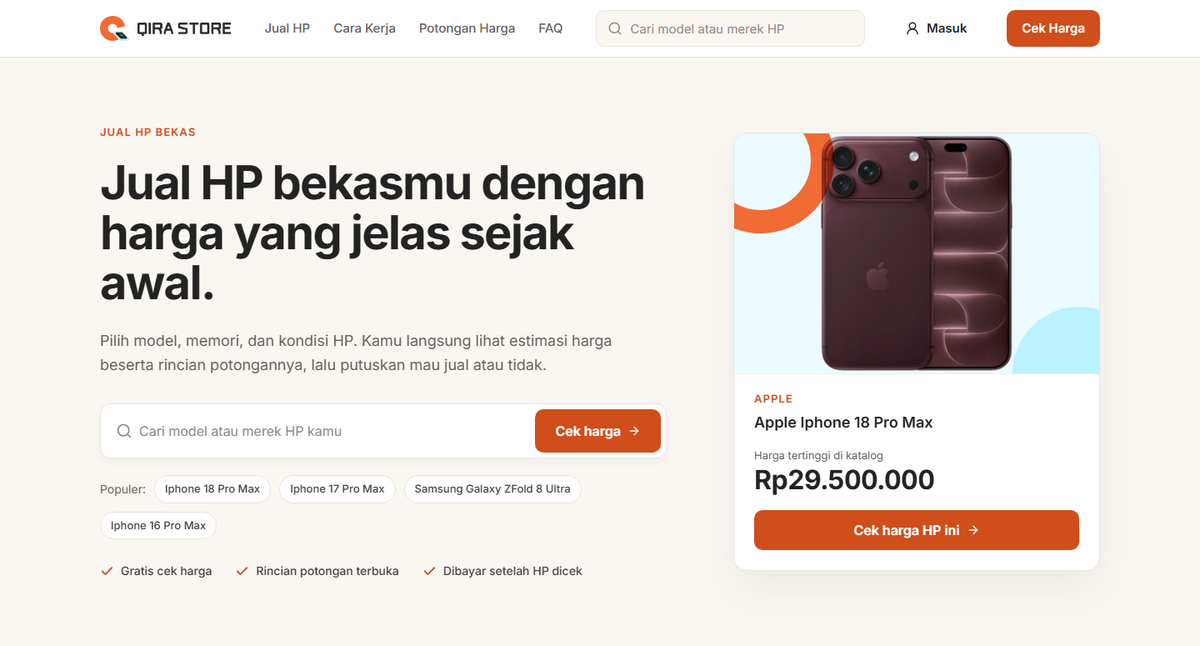 QIRA STORE
Jual HP
Cara Kerja
Potongan Harga
FAQ
Cari model atau merek HP
Masuk
Cek Harga
JUAL HP BEKAS
Jual HP bekasmu dengan
harga yang jelas sejak
awal.
Pilih model, memori, dan kondisi HP. Kamu langsung lihat estimasi harga
beserta rincian potongannya, lalu putuskan mau jual atau tidak.
Cari model atau merek HP kamu
Cek harga →
Populer:
Iphone 18 Pro Max
Iphone 17 Pro Max
Samsung Galaxy ZFold 8 Ultra
Iphone 16 Pro Max
Gratis cek harga
Rincian potongan terbuka
Dibayar setelah HP dicek
APPLE
Apple Iphone 18 Pro Max
Harga tertinggi di katalog
Rp29.500.000
Cek harga HP ini →